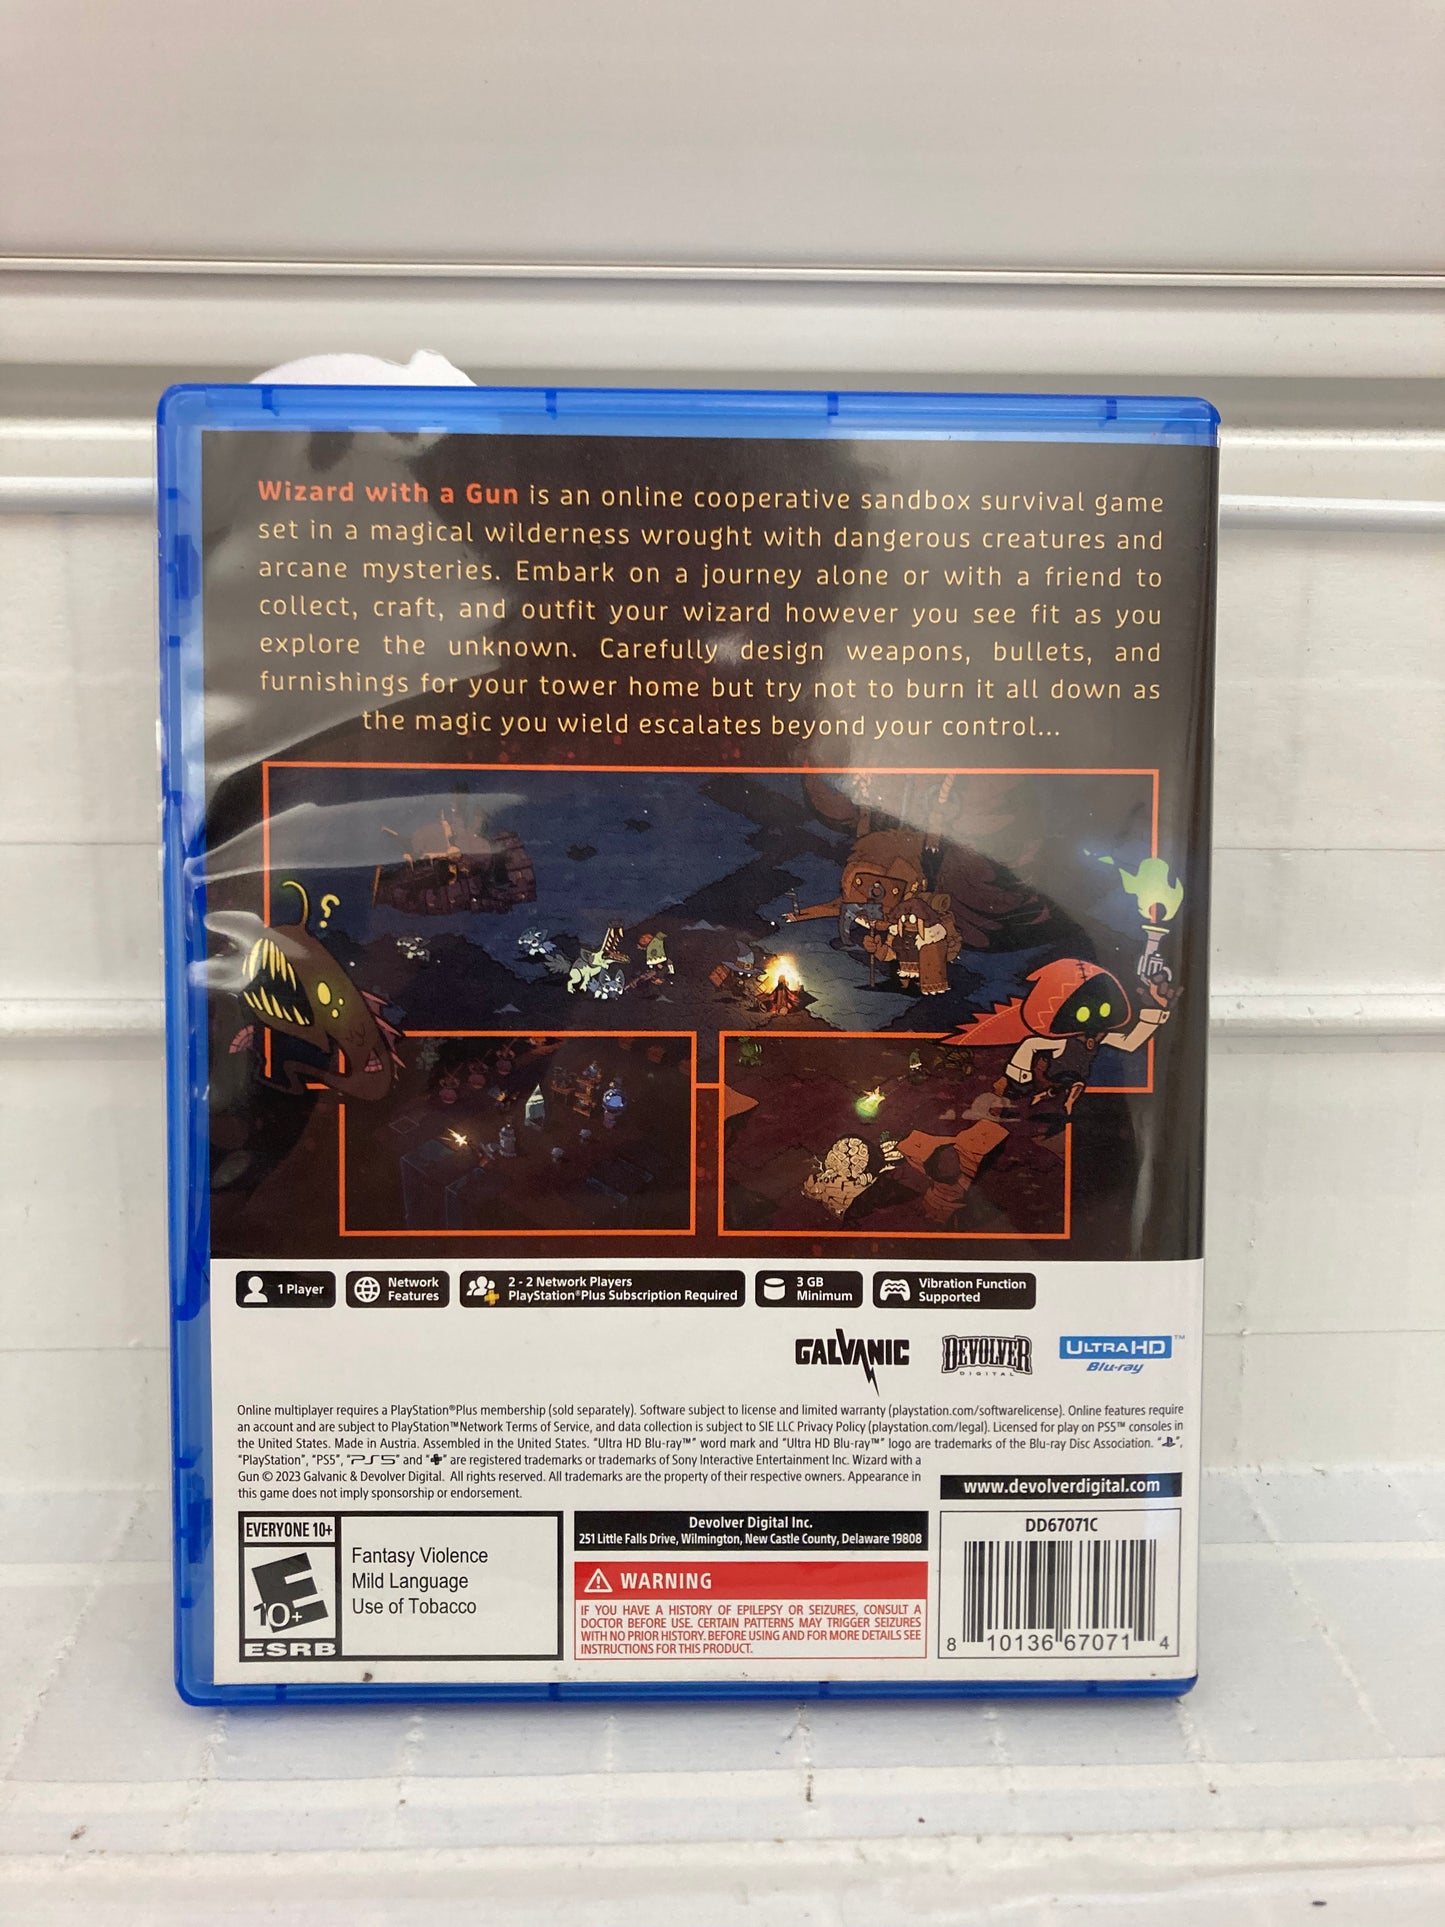 Wizard with a Gun is an online cooperative sandbox survival game
set in a magical wilderness wrought with dangerous creatures and
arcane mysteries. Embark on a journey alone or with a friend to
collect, craft, and outfit your wizard however you see fit as you
explore the unknown. Carefully design weapons, bullets, and
furnishings for your tower home but try not to burn it all down as
the magic you wield escalates beyond your control...
?
1 Player
Network
Features
2 - 2 Network Players
PlayStation®Plus Subscription Required
3 GB
Minimum
Vibration Function
Supported
GALVANIC
DEVOLVER
DIGITAL
ULTRA HD™
Blu-ray
Online multiplayer requires a PlayStation®Plus membership (sold separately). Software subject to license and limited warranty (playstation.com/softwarelicense). Online features require
an account and are subject to PlayStation™Network Terms of Service, and data collection is subject to SIE LLC Privacy Policy (playstation.com/legal). Licensed for play on PS5™ consoles in
the United States. Made in Austria. Assembled in the United States. "Ultra HD Blu-ray™" word mark and "Ultra HD Blu-ray™" logo are trademarks of the Blu-ray Disc Association. "",
"PlayStation", "PS5", "PS5" and "" are registered trademarks or trademarks of Sony Interactive Entertainment Inc. Wizard with a
Gun © 2023 Galvanic & Devolver Digital. All rights reserved. All trademarks are the property of their respective owners. Appearance in
this game does not imply sponsorship or endorsement.
www.devolverdigital.com
EVERYONE 10+
E
10+
ESRB
Fantasy Violence
Mild Language
Use of Tobacco
Devolver Digital Inc.
251 Little Falls Drive, Wilmington, New Castle County, Delaware 19808
WARNING
IF YOU HAVE A HISTORY OF EPILEPSY OR SEIZURES, CONSULT A
DOCTOR BEFORE USE. CERTAIN PATTERNS MAY TRIGGER SEIZURES
WITH NO PRIOR HISTORY. BEFORE USING AND FOR MORE DETAILS SEE
INSTRUCTIONS FOR THIS PRODUCT.
DD67071C
8 10136 67071 4